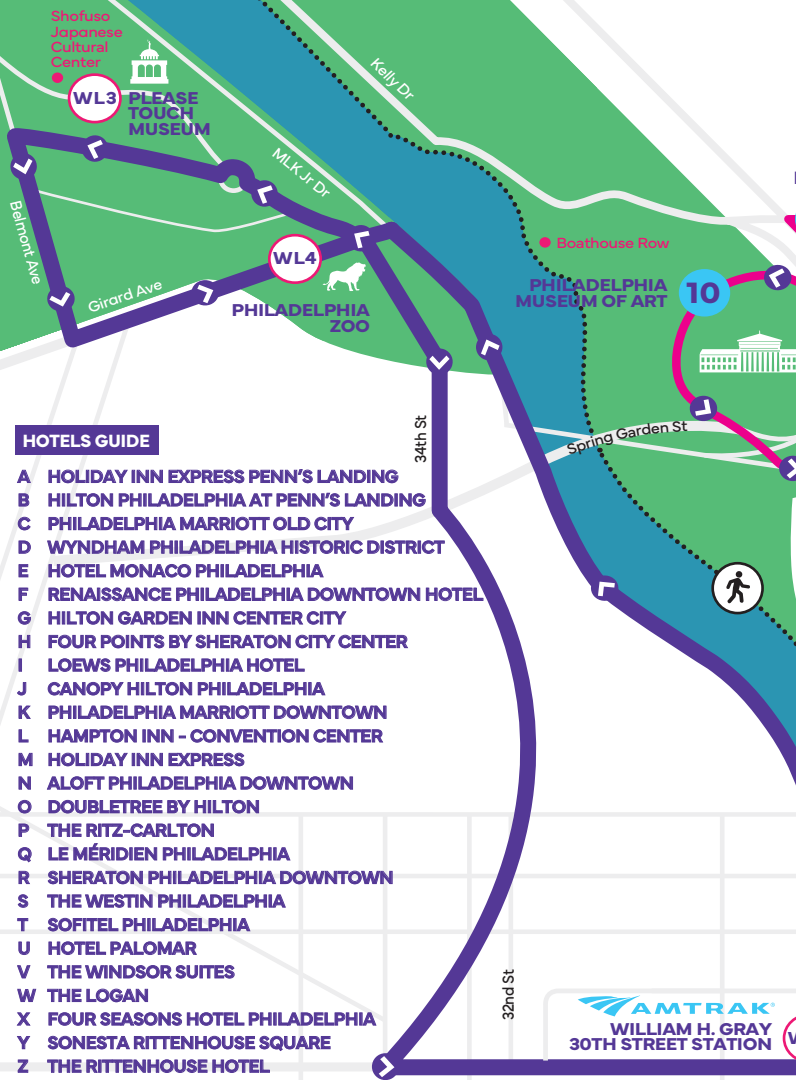 Shofuso
Japanese
Cultural
Center
WL3
PLEASE
TOUCH
MUSEUM
Kelly Dr
MLK Jr Dr
Belmont Ave
Girard Ave
WL4
PHILADELPHIA
ZOO
Boathouse Row
PHILADELPHIA
MUSEUM OF ART
10
34th St
Spring Garden St
HOTELS GUIDE
A HOLIDAY INN EXPRESS PENN'S LANDING
B HILTON PHILADELPHIA AT PENN'S LANDING
C PHILADELPHIA MARRIOTT OLD CITY
D WYNDHAM PHILADELPHIA HISTORIC DISTRICT
E HOTEL MONACO PHILADELPHIA
F RENAISSANCE PHILADELPHIA DOWNTOWN HOTEL
G HILTON GARDEN INN CENTER CITY
H FOUR POINTS BY SHERATON CITY CENTER
I LOEWS PHILADELPHIA HOTEL
J CANOPY HILTON PHILADELPHIA
K PHILADELPHIA MARRIOTT DOWNTOWN
L HAMPTON INN - CONVENTION CENTER
M HOLIDAY INN EXPRESS
N ALOFT PHILADELPHIA DOWNTOWN
O DOUBLETREE BY HILTON
P THE RITZ-CARLTON
Q LE MÉRIDIEN PHILADELPHIA
R SHERATON PHILADELPHIA DOWNTOWN
S THE WESTIN PHILADELPHIA
T SOFITEL PHILADELPHIA
U HOTEL PALOMAR
V THE WINDSOR SUITES
W THE LOGAN
X FOUR SEASONS HOTEL PHILADELPHIA
Y SONESTA RITTENHOUSE SQUARE
Z THE RITTENHOUSE HOTEL
32nd St
AMTRAK
WILLIAM H. GRAY
30TH STREET STATION